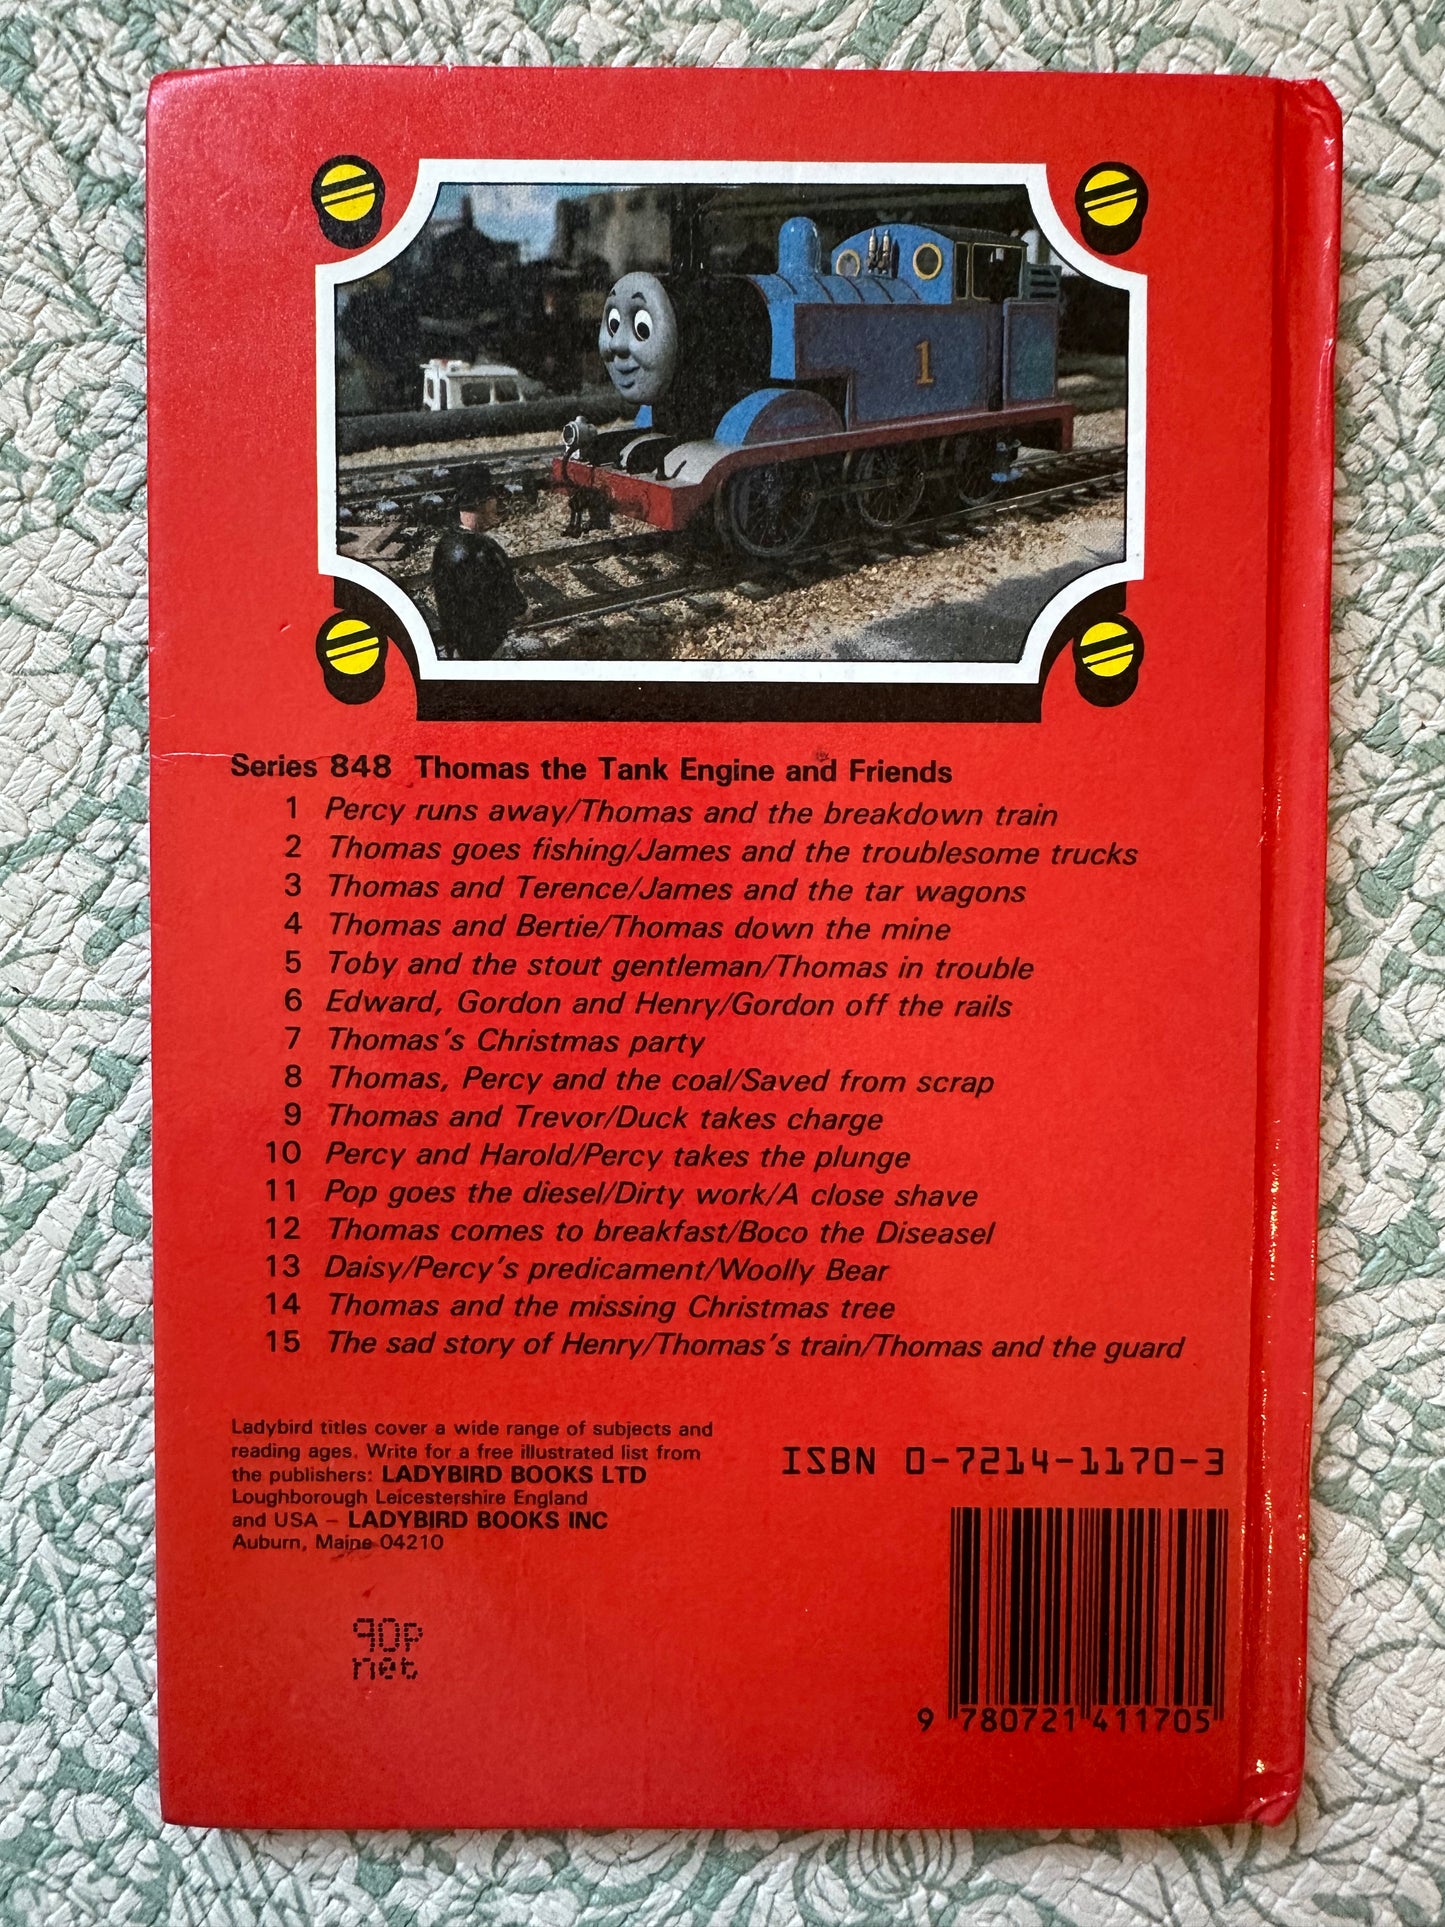 1
Series 848 Thomas the Tank Engine and Friends
1 Percy runs away/Thomas and the breakdown train
2 Thomas goes fishing/James and the troublesome trucks
3 Thomas and Terence/James and the tar wagons
4 Thomas and Bertie/Thomas down the mine
5 Toby and the stout gentleman/Thomas in trouble
6 Edward, Gordon and Henry/Gordon off the rails
7 Thomas's Christmas party
8 Thomas, Percy and the coal/Saved from scrap
9 Thomas and Trevor/Duck takes charge
10 Percy and Harold/Percy takes the plunge
11 Pop goes the diesel/Dirty work/A close shave
12 Thomas comes to breakfast/Boco the Diseasel
13 Daisy/Percy's predicament/Woolly Bear
14 Thomas and the missing Christmas tree
15 The sad story of Henry/Thomas's train/Thomas and the guard
Ladybird titles cover a wide range of subjects and
reading ages. Write for a free illustrated list from
the publishers: LADYBIRD BOOKS LTD
Loughborough Leicestershire England
and USA – LADYBIRD BOOKS INC
Auburn, Maine 04210
90p
net
ISBN 0-7214-1170-3
9 780721 411705